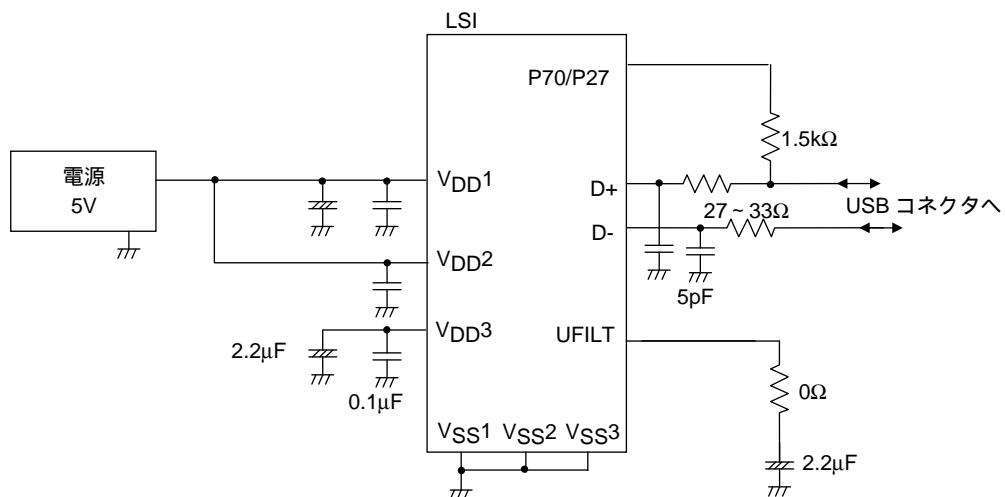 LSI
P70/P27
1.5kΩ
電源
5V
VDD1
D+
27 ~ 33Ω
USB コネクタへ
D-
VDD2
5pF
VDD3
UFILT
2.2μF
0.1μF
0Ω
VSS1 VSS2 VSS3
2.2μF